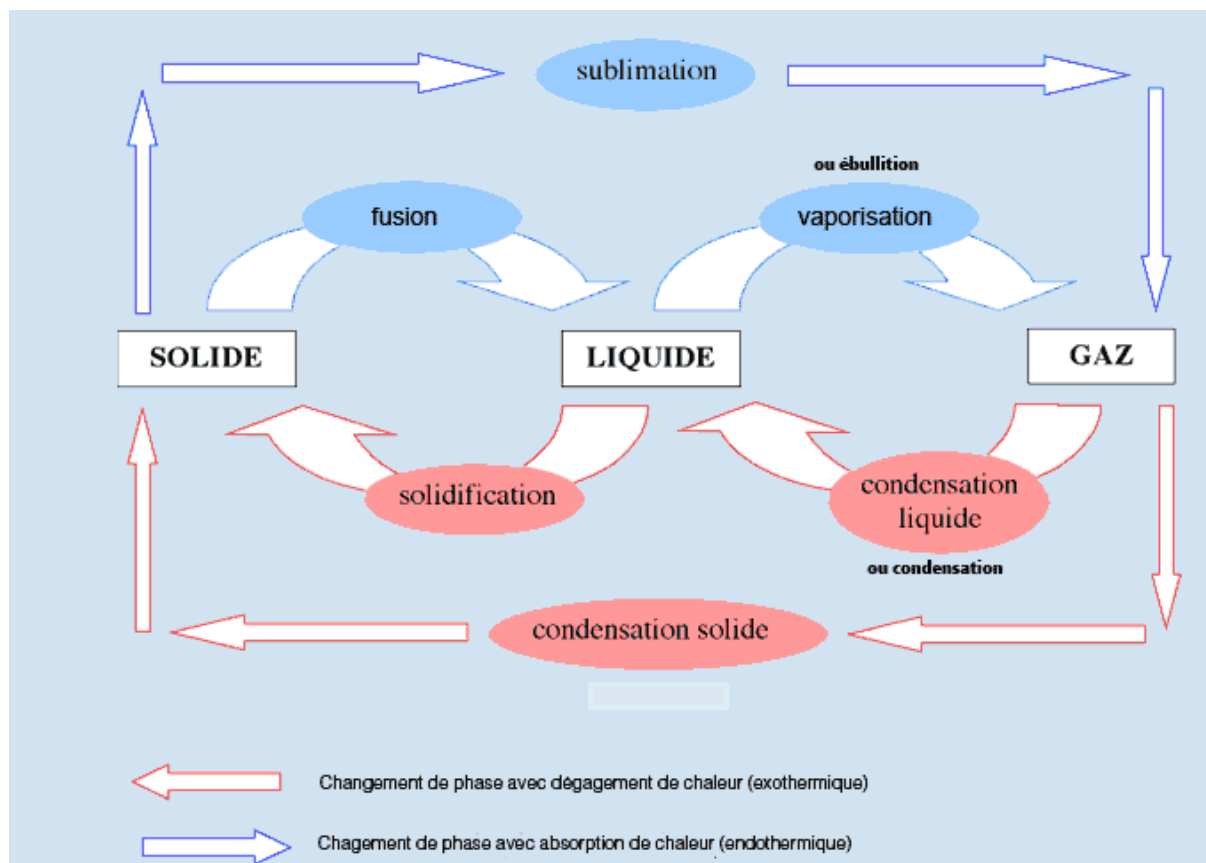 sublimation
ou ébullition
fusion
vaporisation
SOLIDE
LIQUIDE
GAZ
solidification
condensation
liquide
ou condensation
condensation solide
Changement de phase avec dégagement de chaleur (exothermique)
Chagement de phase avec absorption de chaleur (endothermique)